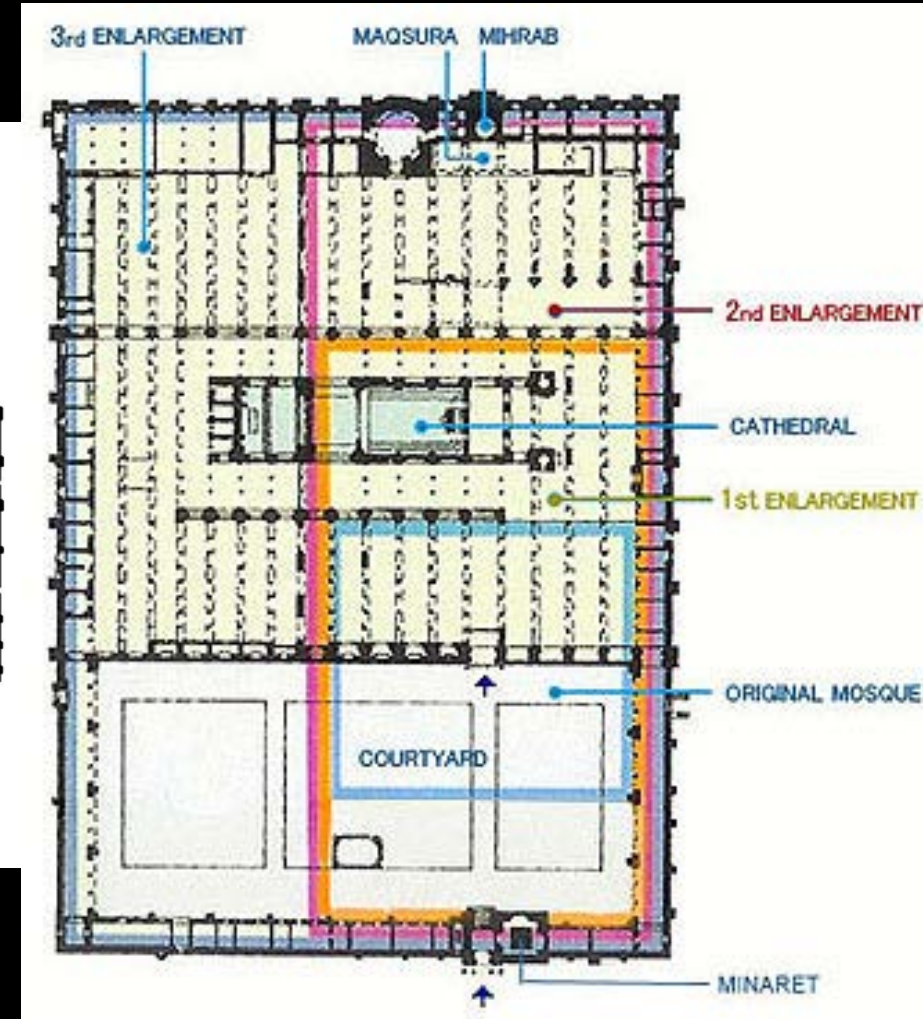 3rd ENLARGEMENT
MAQSURA MIHRAB
2nd ENLARGEMENT
CATHEDRAL
1st ENLARGEMENT
ORIGINAL MOSQUE
COURTYARD
MINARET